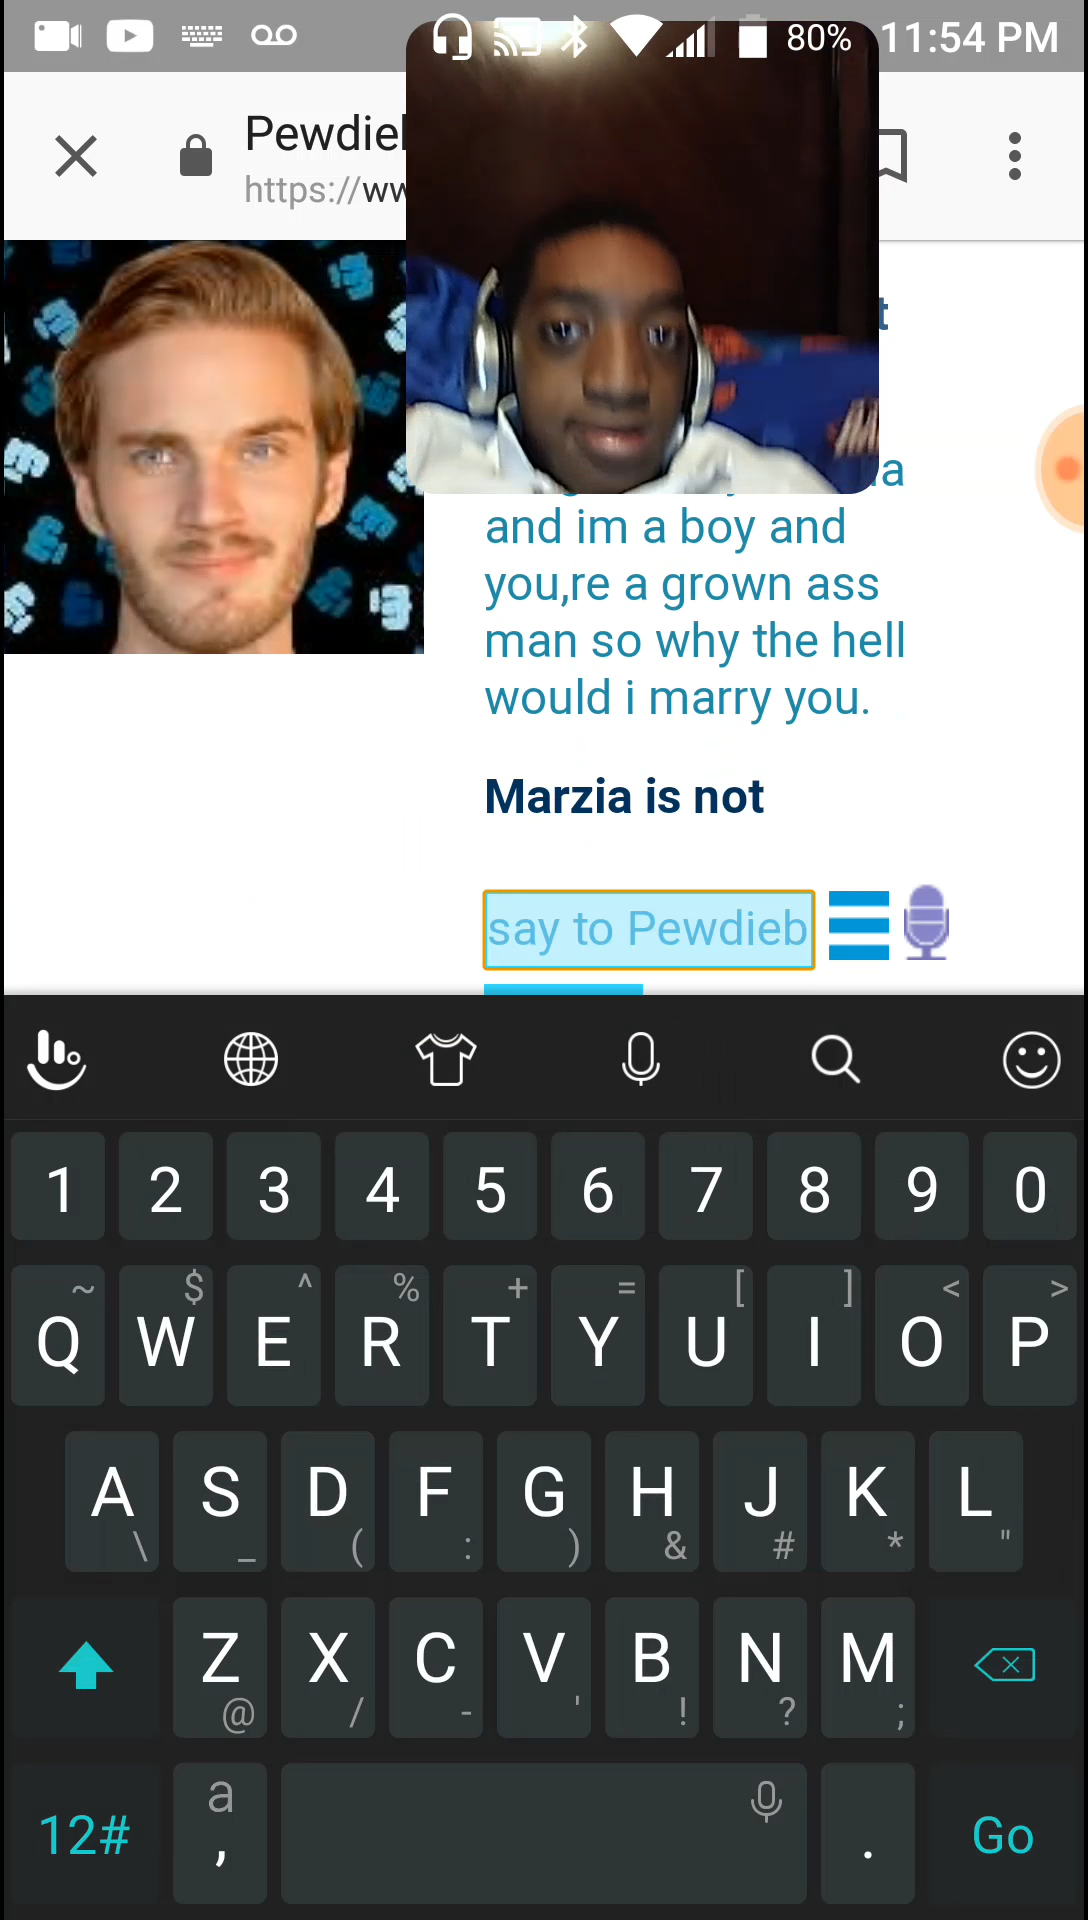 80% 11:54 PM
Pewdie
https://ww
t
a
and im a boy and
you,re a grown ass
man so why the hell
would i marry you.
Marzia is not
say to Pewdieb
1 2 3 4 5 6 7 8 9 0
~ $ ^ % + = [ ] < >
Q W E R T Y U I O P
A S D F G H J K L
\ _ ( : ) & # * "
Z X C V B N M
@ / - ' ! ? ;
a
12# , . Go